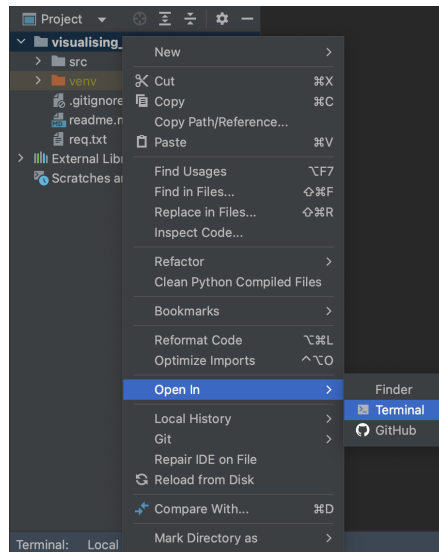 Project
visualising_
src
venv
.gitignore
readme.n
req.txt
External Libr
Scratches ar
New
Cut ⌘X
Copy ⌘C
Copy Path/Reference...
Paste ⌘V
Find Usages ⌥F7
Find in Files... ⇧⌘F
Replace in Files... ⇧⌘R
Inspect Code...
Refactor
Clean Python Compiled Files
Bookmarks
Reformat Code ⌥⌘L
Optimize Imports ^⌥O
Open In
Finder
Terminal
GitHub
Local History
Git
Repair IDE on File
Reload from Disk
Compare With... ⌘D
Mark Directory as
Terminal: Local